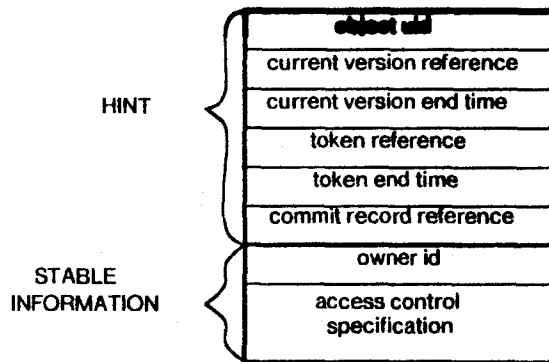 object uid
current version reference
HINT
current version end time
token reference
token end time
commit record reference
owner id
STABLE
INFORMATION
access control
specification